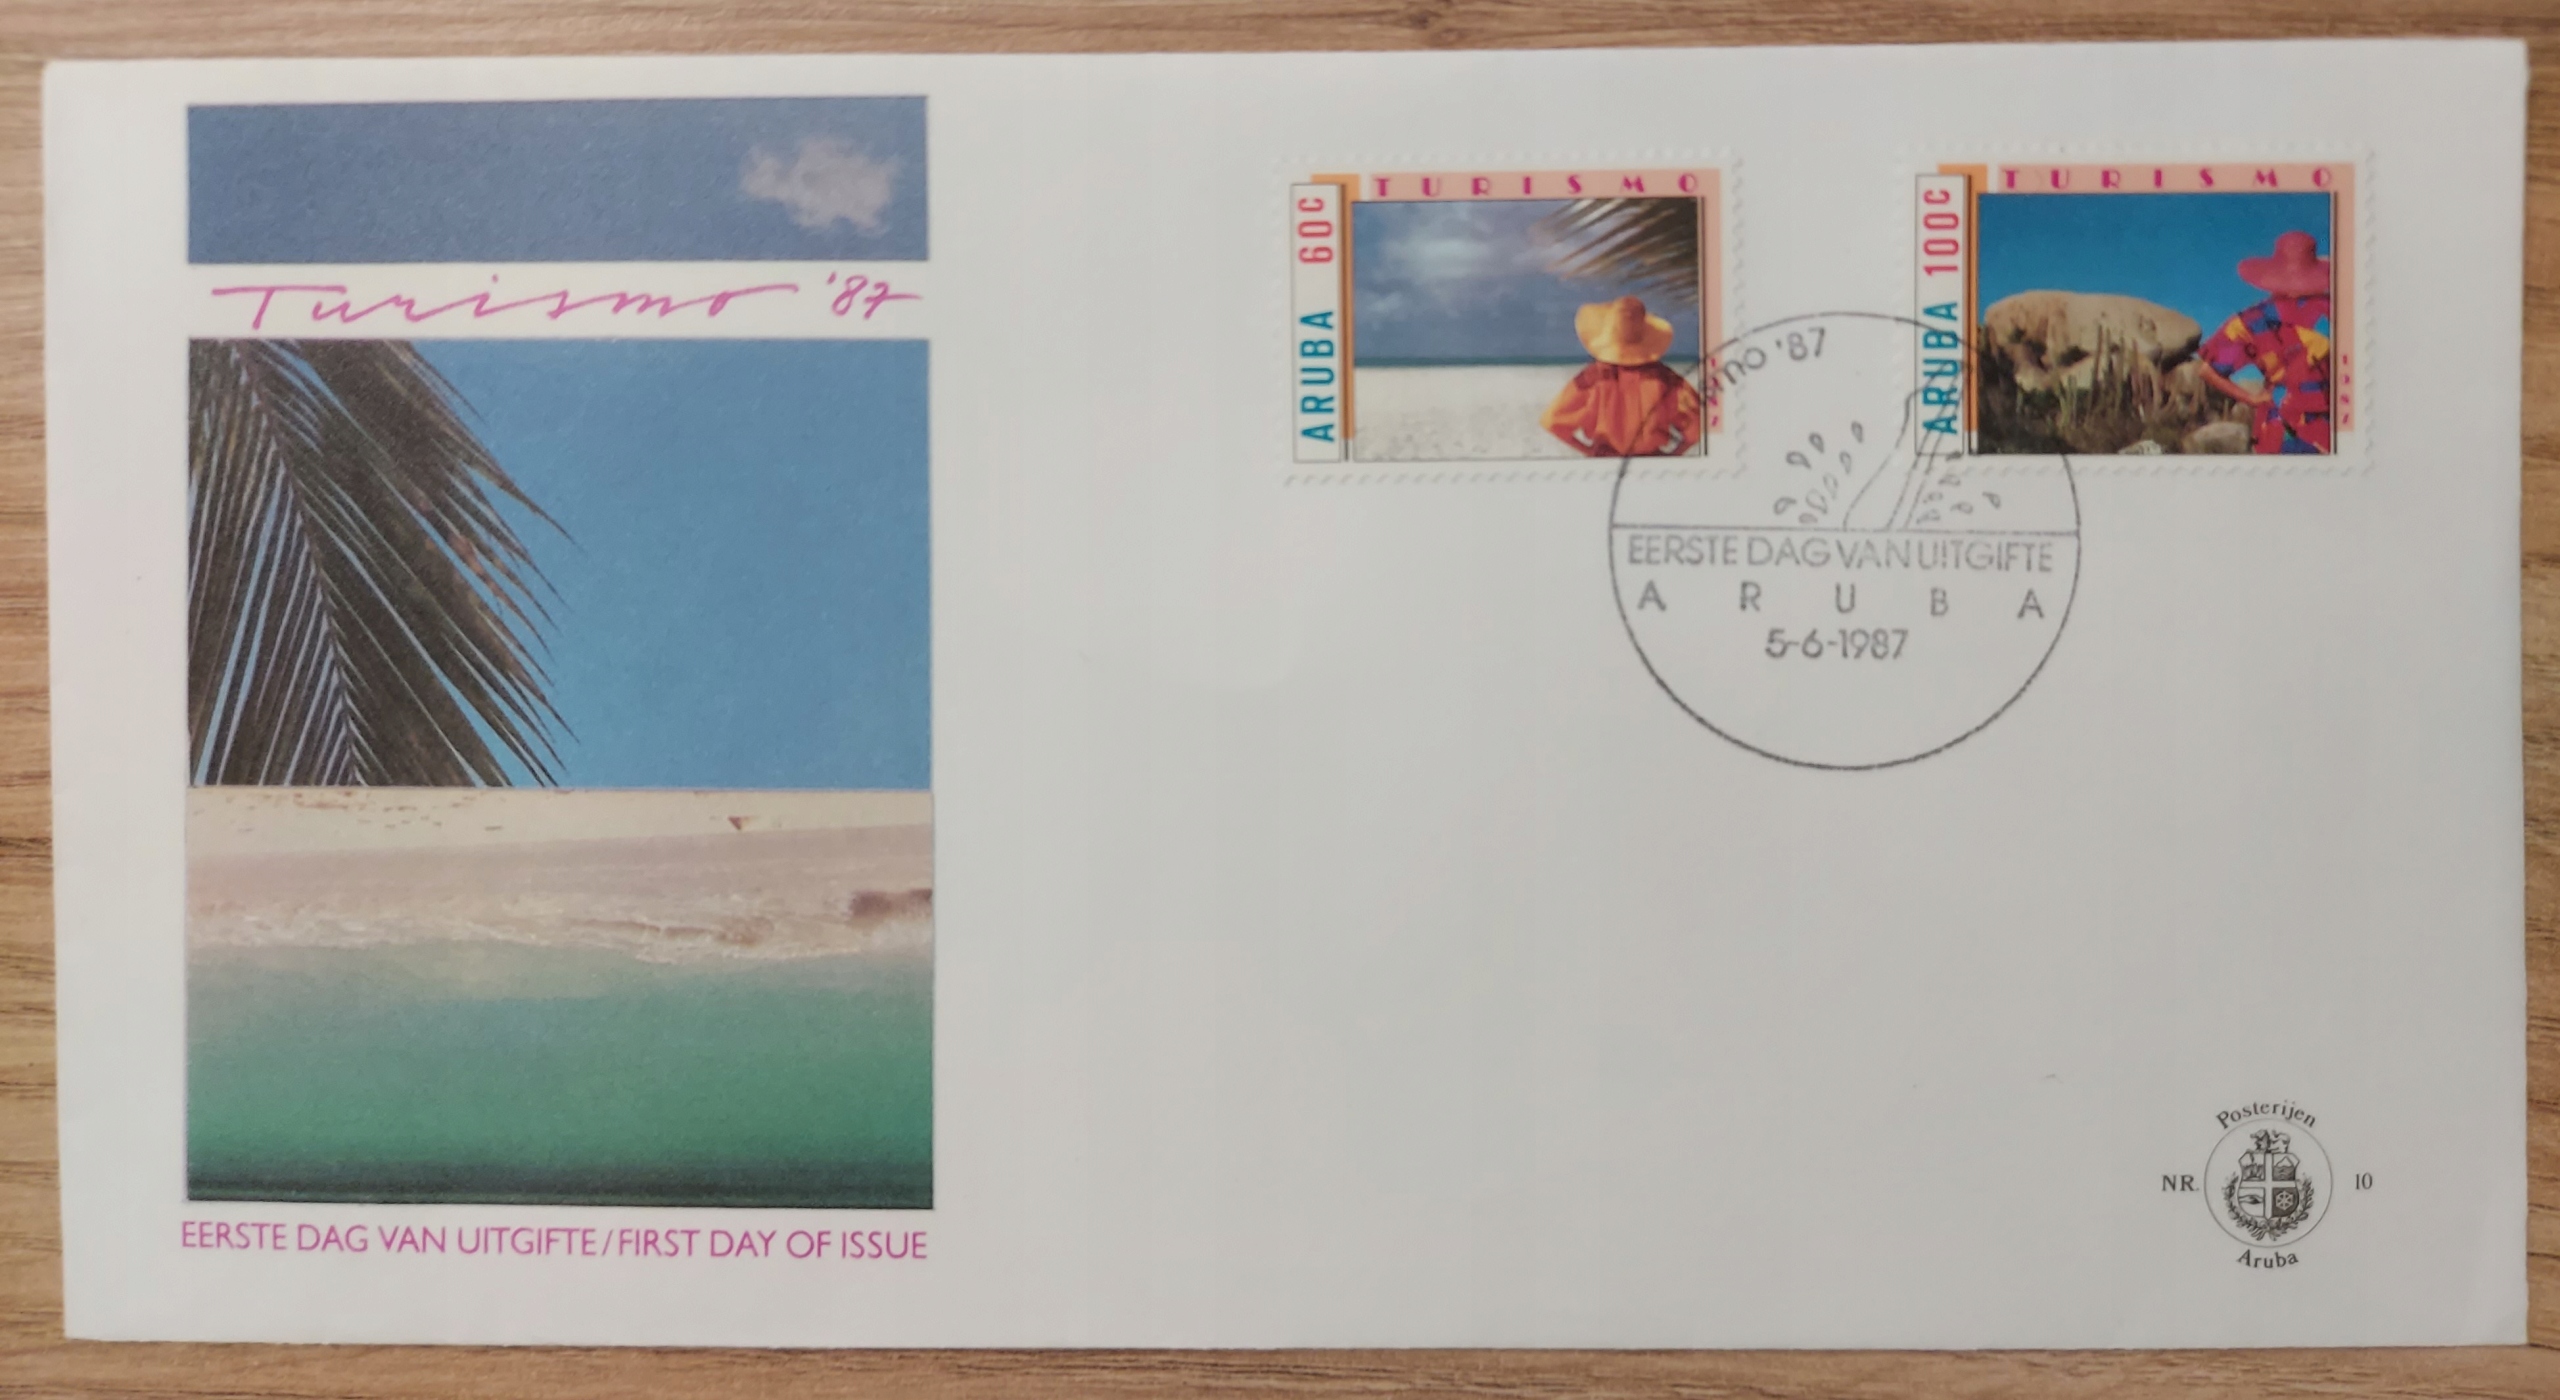 Turismo '87
EERSTE DAG VAN UITGIFTE/FIRST DAY OF ISSUE
ARUBA 60C
TURISMO
ARUBA 100C
TURISMO
'87
EERSTE DAG VAN UITGIFTE
ARUBA
5-6-1987
Posterijen
NR. 10
Aruba